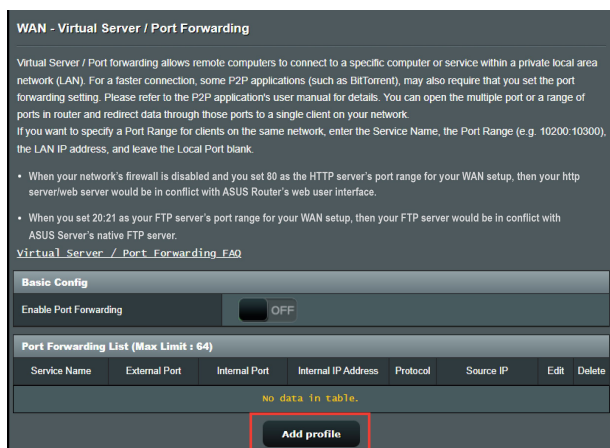 WAN - Virtual Server / Port Forwarding
Virtual Server / Port forwarding allows remote computers to connect to a specific computer or service within a private local area
network (LAN). For a faster connection, some P2P applications (such as BitTorrent), may also require that you set the port
forwarding setting. Please refer to the P2P application's user manual for details. You can open the multiple port or a range of
ports in router and redirect data through those ports to a single client on your network.
If you want to specify a Port Range for clients on the same network, enter the Service Name, the Port Range (e.g. 10200:10300),
the LAN IP address, and leave the Local Port blank.
• When your network's firewall is disabled and you set 80 as the HTTP server's port range for your WAN setup, then your http
server/web server would be in conflict with ASUS Router's web user interface.
• When you set 20:21 as your FTP server's port range for your WAN setup, then your FTP server would be in conflict with
ASUS Server's native FTP server.
Virtual Server / Port Forwarding FAQ
Basic Config
Enable Port Forwarding OFF
Port Forwarding List (Max Limit : 64)
Service Name External Port Internal Port Internal IP Address Protocol Source IP Edit Delete
No data in table.
Add profile